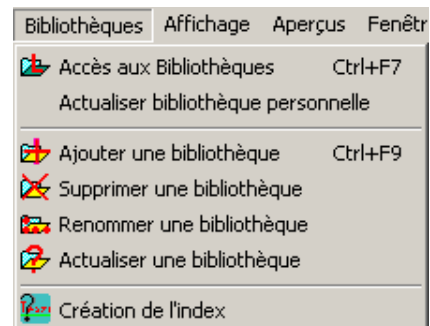 Bibliothèques Affichage Aperçus Fenêtr
Accès aux Bibliothèques Ctrl+F7
Actualiser bibliothèque personnelle
Ajouter une bibliothèque Ctrl+F9
Supprimer une bibliothèque
Renommer une bibliothèque
Actualiser une bibliothèque
Création de l'index